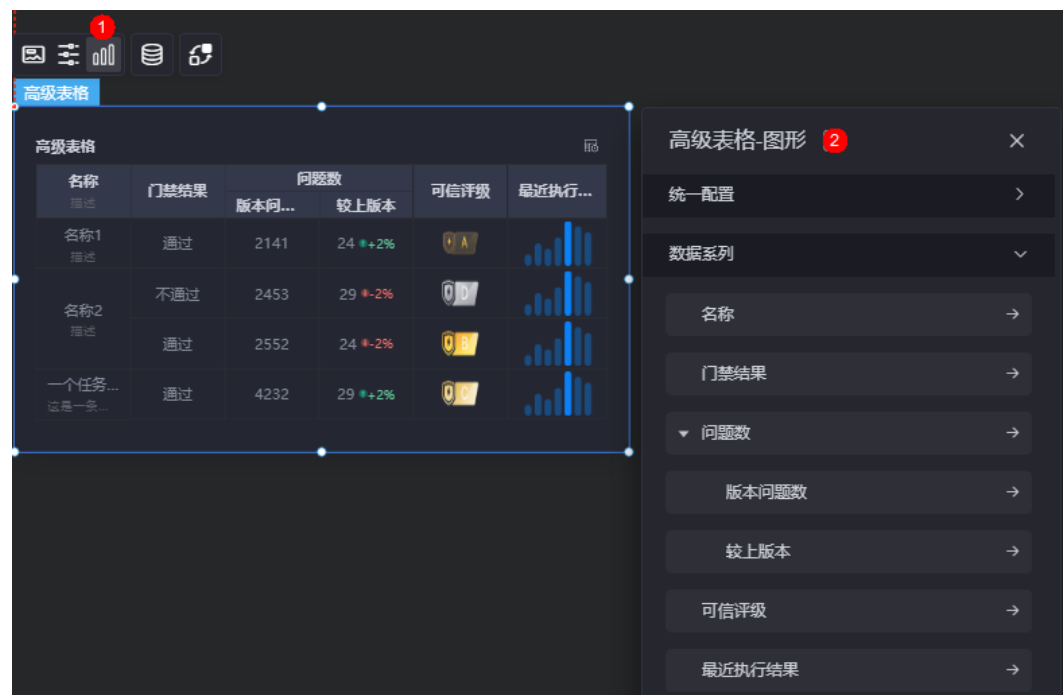 1
高级表格
高级表格
名称
描述
门禁结果
问题数
版本问...
较上版本
可信评级
最近执行...
名称1
描述
通过
2141
24 +2%
A
名称2
描述
不通过
2453
29 -2%
D
通过
2552
24 -2%
B
一个任务...
这是一条...
通过
4232
29 +2%
C
高级表格-图形 2
统一配置
数据系列
名称
门禁结果
问题数
版本问题数
较上版本
可信评级
最近执行结果